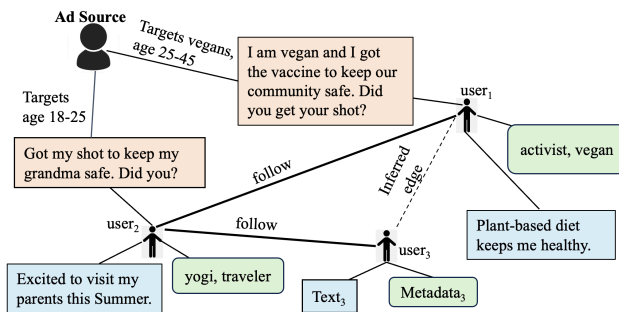 Ad Source
Targets vegans,
age 25-45
I am vegan and I got
the vaccine to keep our
community safe. Did
you get your shot?
user1
Targets
age 18-25
activist, vegan
Got my shot to keep my
grandma safe. Did you?
follow
Inferred
edge
Plant-based diet
keeps me healthy.
user2
follow
user3
Excited to visit my
parents this Summer.
yogi, traveler
Text3
Metadata3